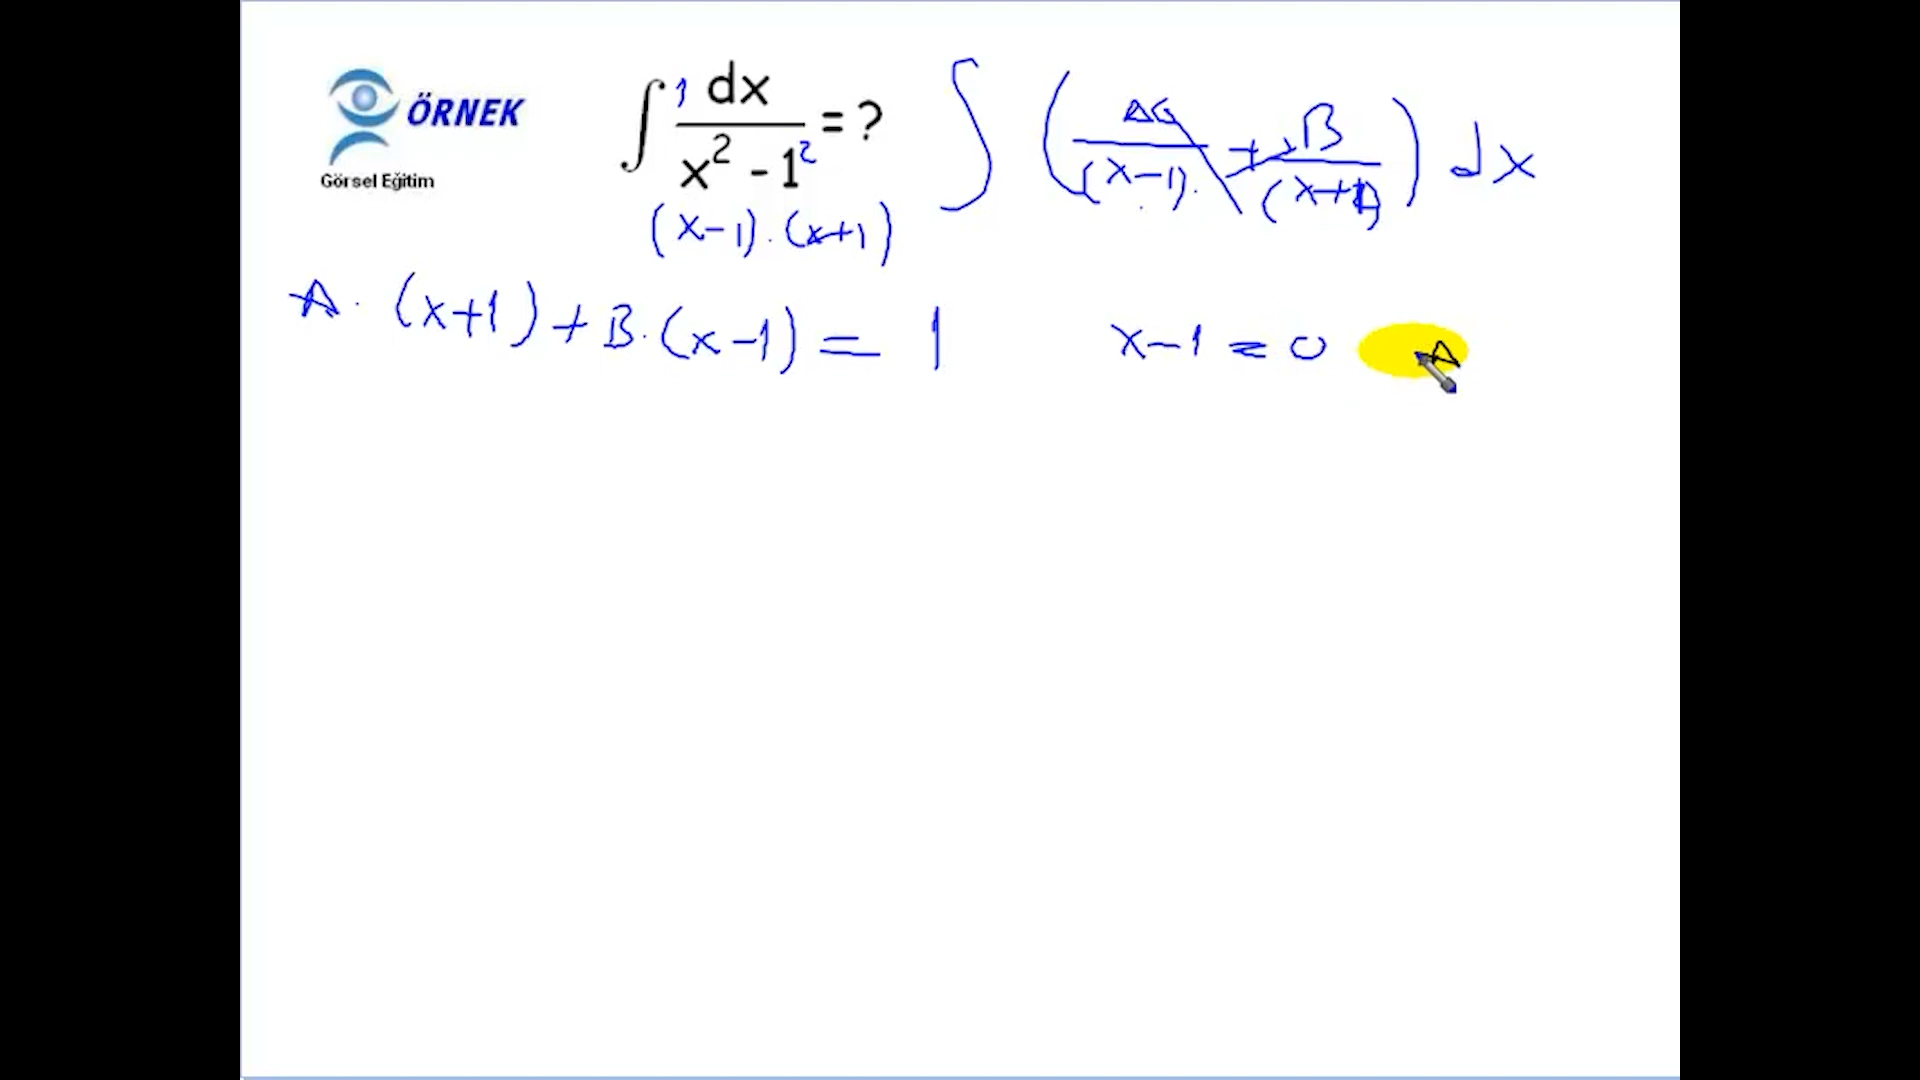 ÖRNEK
Görsel Eğitim
∫ 1 dx / x² - 1² = ?
(x-1).(x+1)
∫ ( A / (x-1) + B / (x+1) ) dx
A. (x+1) + B.(x-1) = 1
x-1 = 0 A